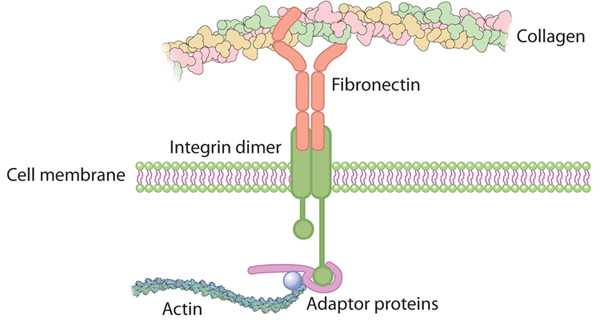 Collagen
Fibronectin
Integrin dimer
Cell membrane
Adaptor proteins
Actin